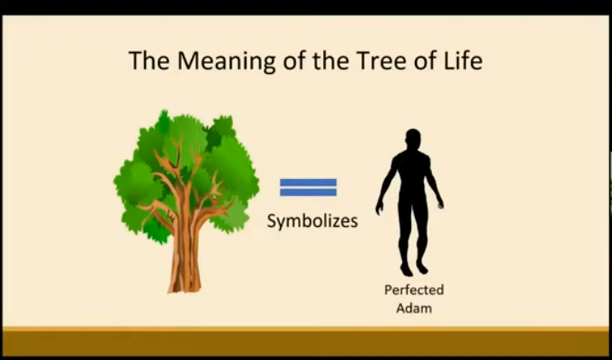 The Meaning of the Tree of Life
Symbolizes
Perfected
Adam